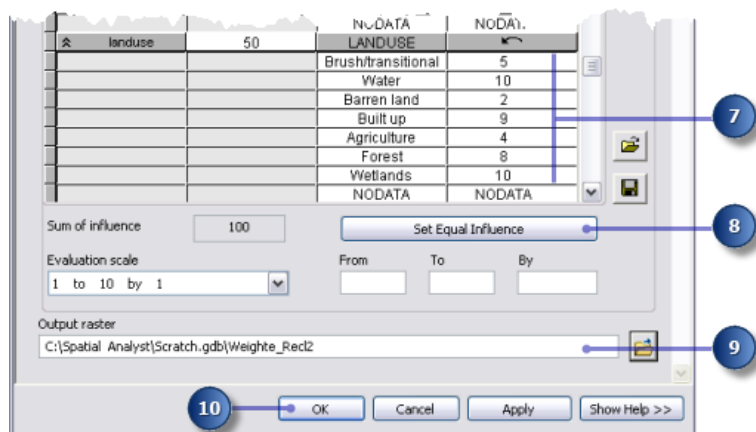 NODATA NODATA
landuse 50 LANDUSE
Brush/transitional 5
Water 10
Barren land 2
Built up 9
Agriculture 4
Forest 8
Wetlands 10
NODATA NODATA
7
Sum of influence 100 Set Equal Influence 8
Evaluation scale From To By
1 to 10 by 1
Output raster
C:\Spatial Analyst\Scratch.gdb\Weighte_Recl2 9
10 OK Cancel Apply Show Help >>